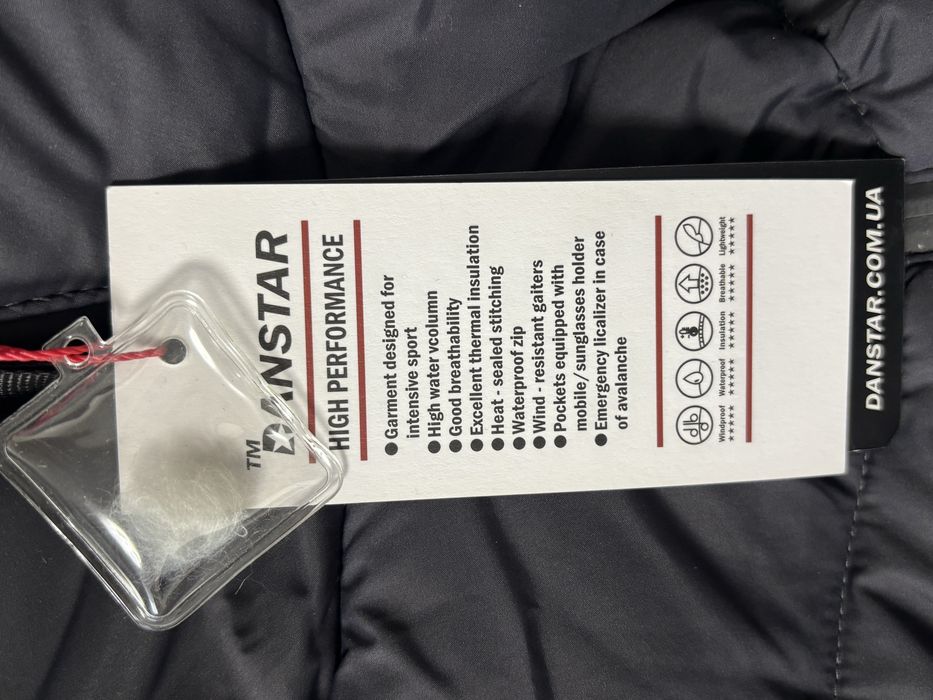 DANSTAR™
HIGH PERFORMANCE
● Garment designed for
intensive sport
● High water vcolumn
● Good breathability
● Excellent thermal insulation
● Heat - sealed stitching
● Waterproof zip
● Wind - resistant gaiters
● Pockets equipped with
mobile/sunglasses holder
● Emergency licalizer in case
of avalanche
Windproof Waterproof Insulation Breathable Lightweight
★★★★★ ★★★★★ ★★★★★ ★★★★★ ★★★★★
DANSTAR.COM.UA